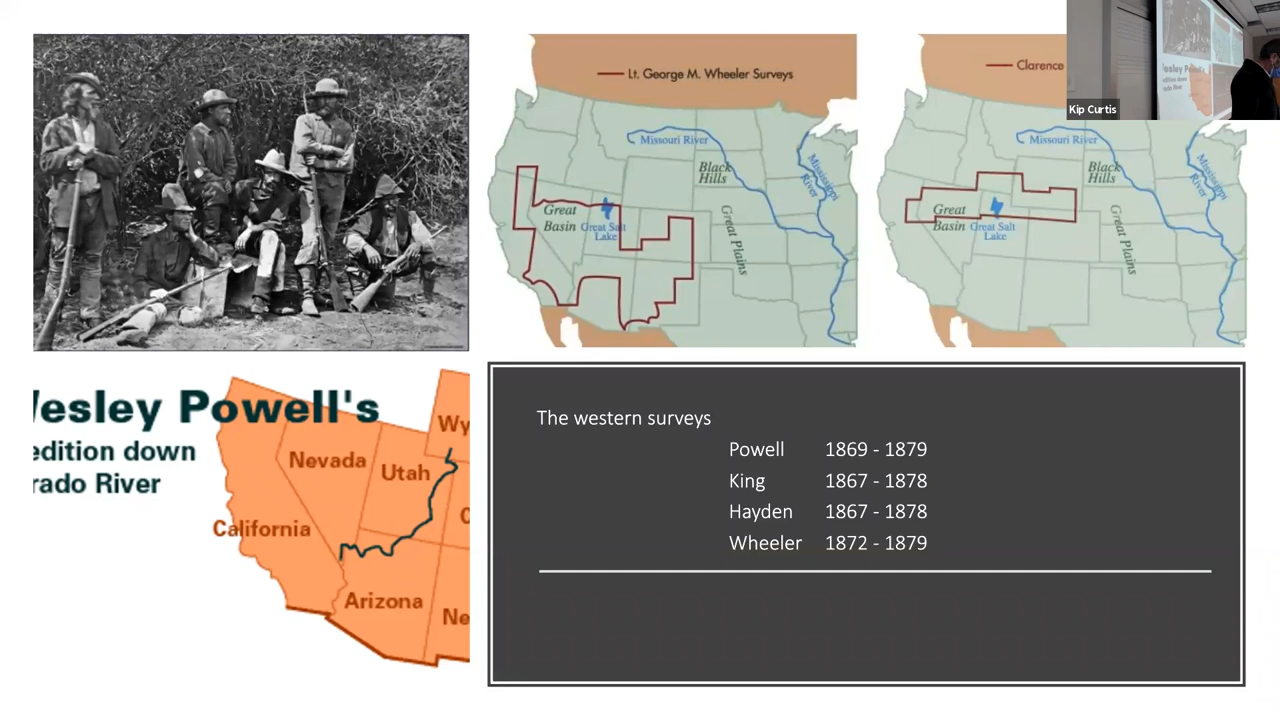 Lt. George M. Wheeler Surveys
Missouri River
Black
Hills
Mississippi
River
Great
Basin
Great Salt
Lake
Great Plains
Clarence
Missouri River
Black
Hills
Mississippi
River
Great
Basin
Great Salt
Lake
Great Plains
Kip Curtis
Wesley Powell's
edition down
rado River
Wy
Nevada
Utah
C
California
Arizona
Ne
The western surveys
Powell 1869 - 1879
King 1867 - 1878
Hayden 1867 - 1878
Wheeler 1872 - 1879